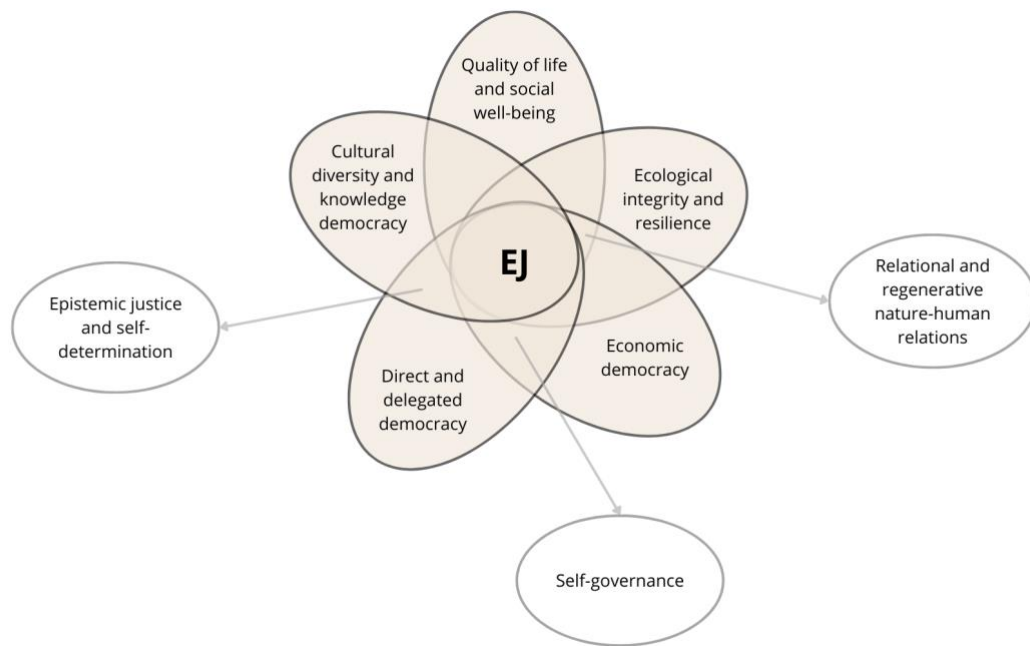 Quality of life
and social
well-being
Cultural
diversity and
knowledge
democracy
Ecological
integrity and
resilience
EJ
Epistemic justice
and self-
determination
Relational and
regenerative
nature-human
relations
Economic
democracy
Direct and
delegated
democracy
Self-governance